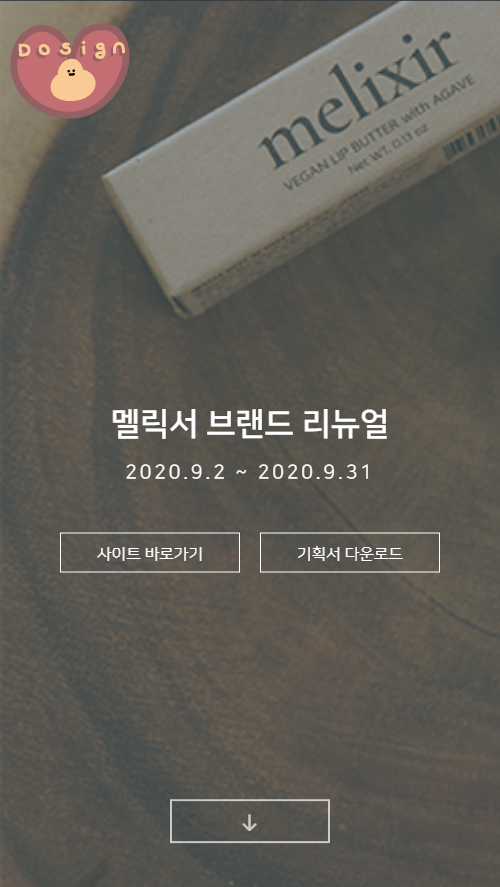 Dosign
melixir
VEGAN LIP BUTTER with AGAVE
Net WT. 0.13 oz
멜릭서 브랜드 리뉴얼
2020.9.2 ~ 2020.9.31
사이트 바로가기
기획서 다운로드
↓